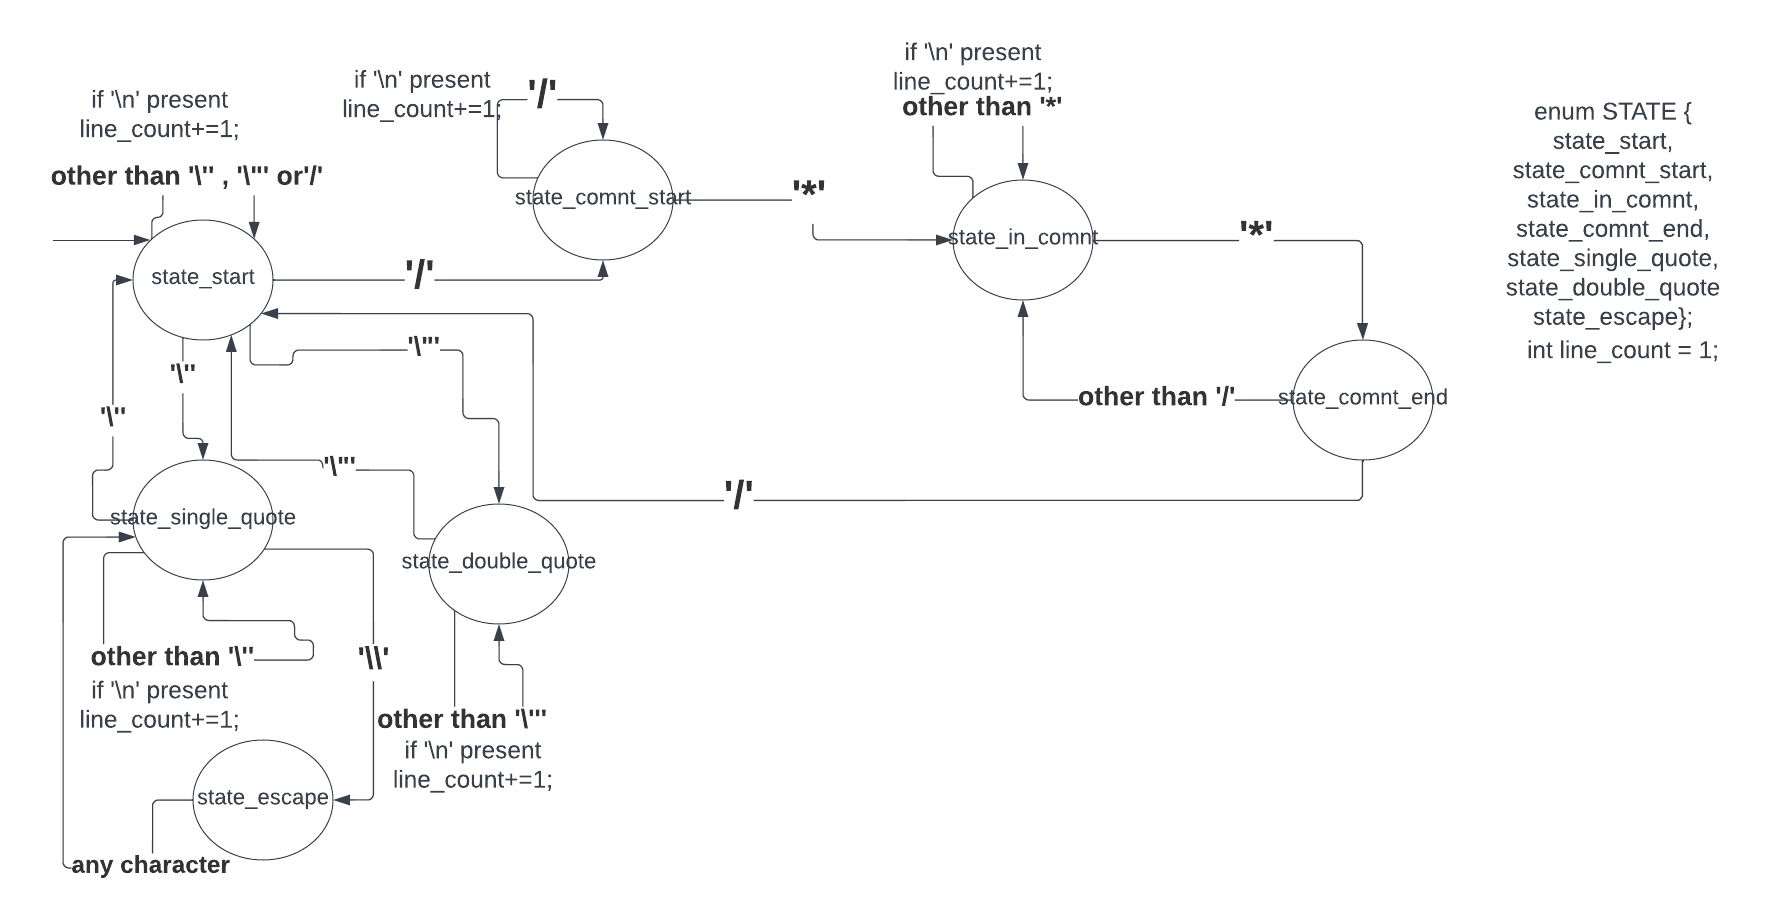 if '\n' present
line_count+=1;
other than '\'' , '\"' or'/'
state_start
if '\n' present
line_count+=1;
'/'
state_comnt_start
'/'
'*'
if '\n' present
line_count+=1;
other than '*'
state_in_comnt
'*'
enum STATE {
state_start,
state_comnt_start,
state_in_comnt,
state_comnt_end,
state_single_quote,
state_double_quote
state_escape};
int line_count = 1;
'\''
'\''
'\"'
'\"'
other than '/'
state_comnt_end
'/'
state_single_quote
state_double_quote
other than '\''
if '\n' present
line_count+=1;
'\\'
other than '\"'
if '\n' present
line_count+=1;
state_escape
any character